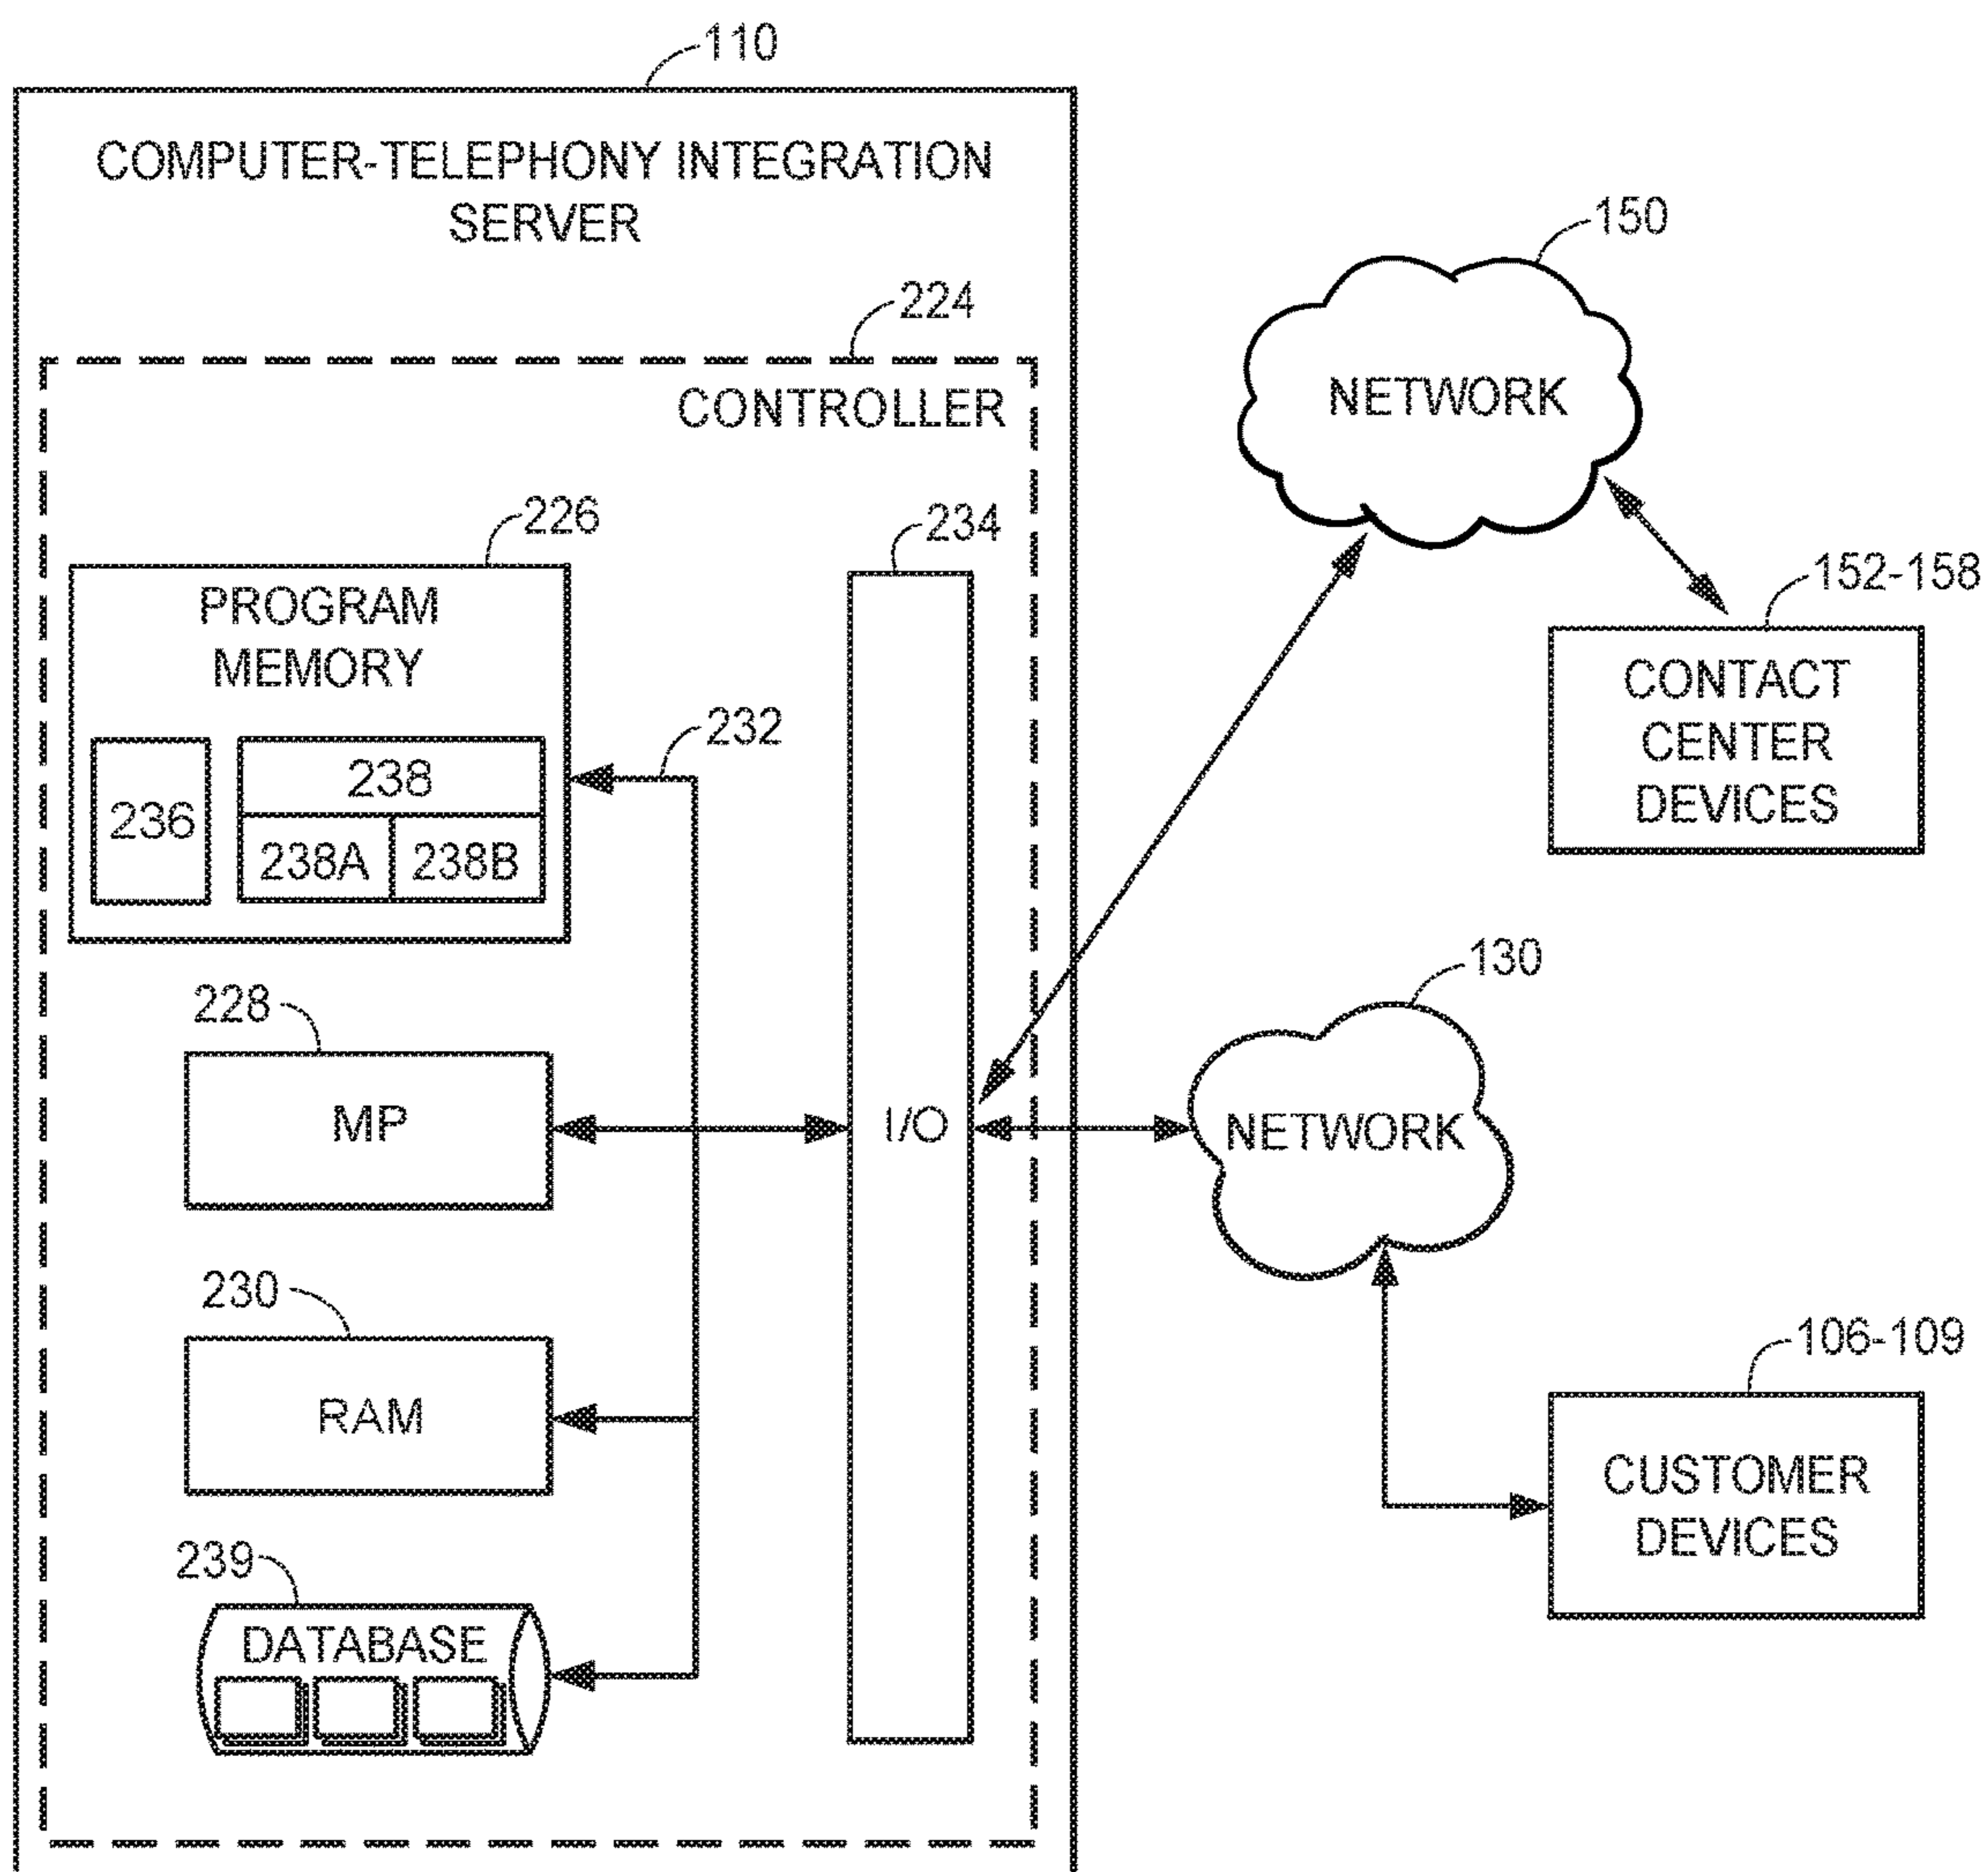 110
COMPUTER-TELEPHONY INTEGRATION
SERVER
224
CONTROLLER
226
PROGRAM
MEMORY
236
238
238A
238B
232
234
I/O
228
MP
230
RAM
239
DATABASE
150
NETWORK
152-158
CONTACT
CENTER
DEVICES
130
NETWORK
106-109
CUSTOMER
DEVICES